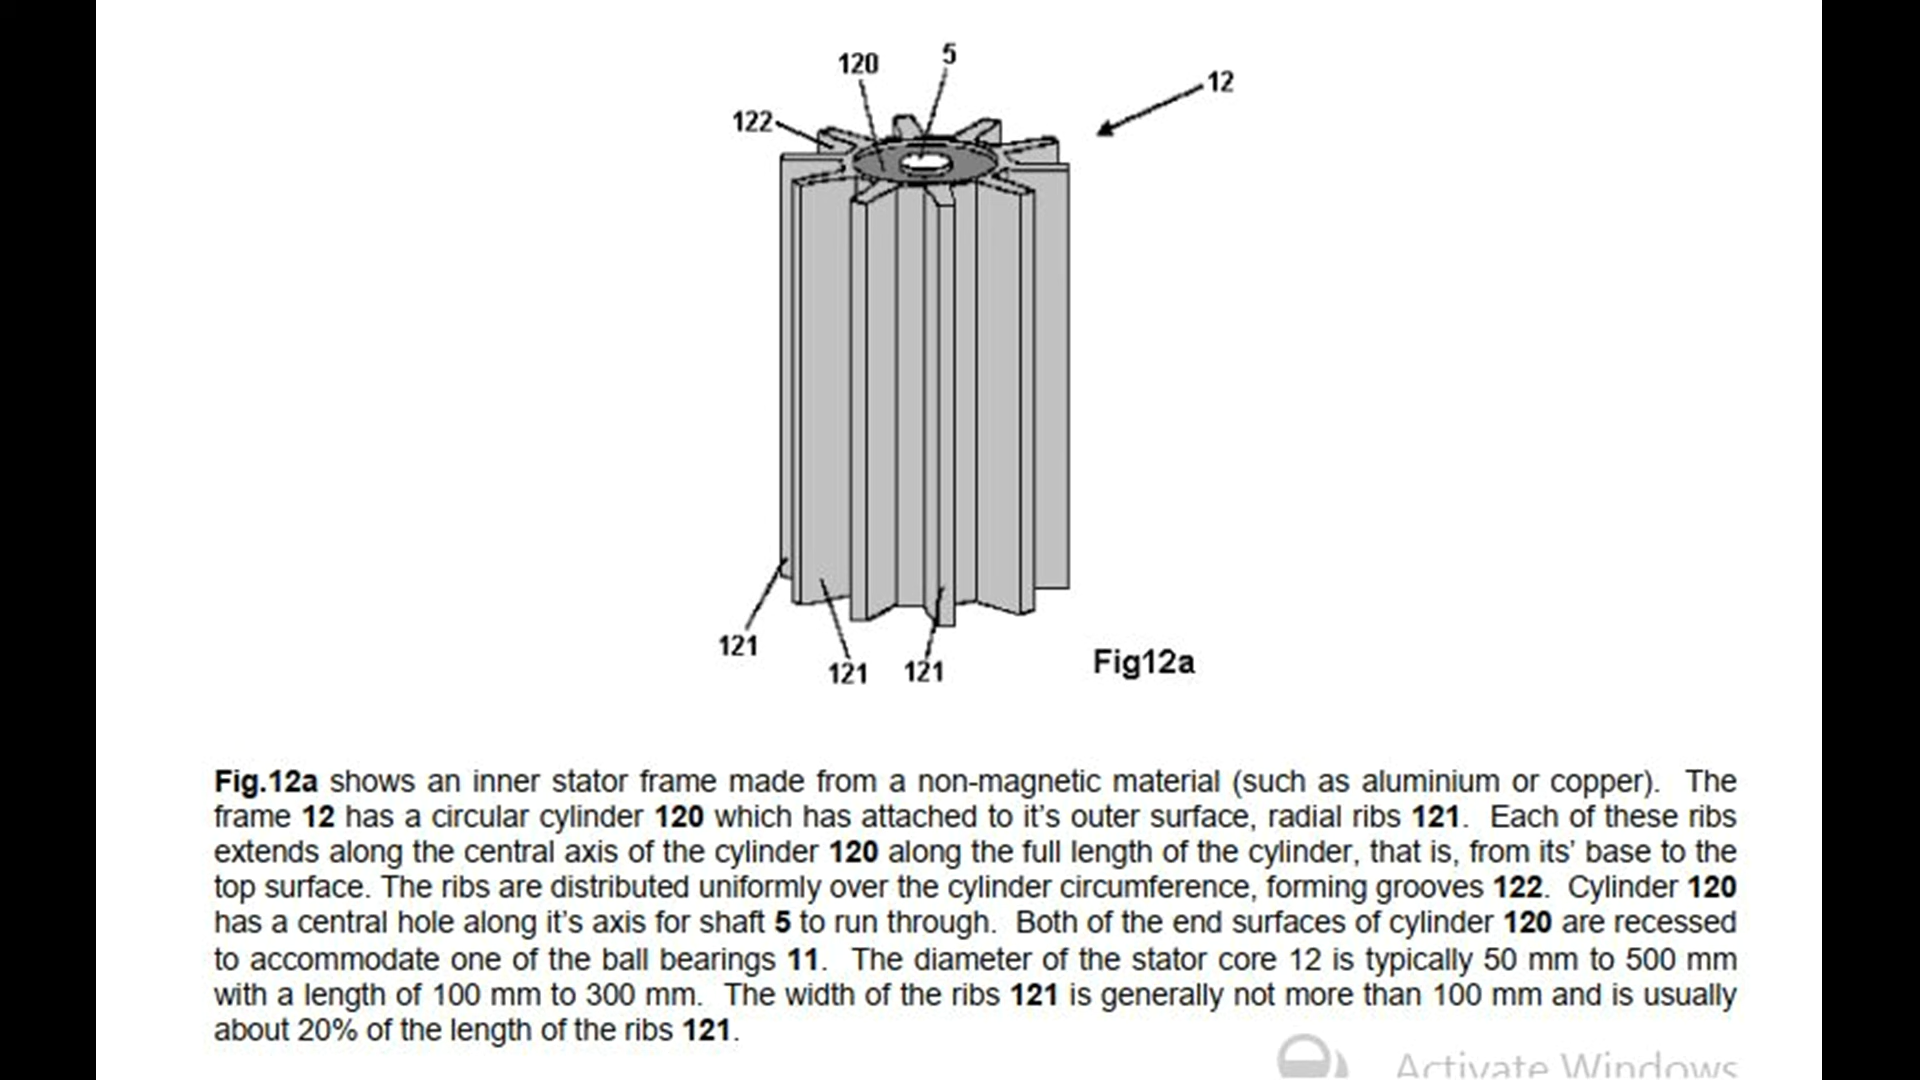 120
5
12
122
121
121
121
Fig12a
Fig.12a shows an inner stator frame made from a non-magnetic material (such as aluminium or copper). The
frame 12 has a circular cylinder 120 which has attached to it's outer surface, radial ribs 121. Each of these ribs
extends along the central axis of the cylinder 120 along the full length of the cylinder, that is, from its' base to the
top surface. The ribs are distributed uniformly over the cylinder circumference, forming grooves 122. Cylinder 120
has a central hole along it's axis for shaft 5 to run through. Both of the end surfaces of cylinder 120 are recessed
to accommodate one of the ball bearings 11. The diameter of the stator core 12 is typically 50 mm to 500 mm
with a length of 100 mm to 300 mm. The width of the ribs 121 is generally not more than 100 mm and is usually
about 20% of the length of the ribs 121.
Activate Windows